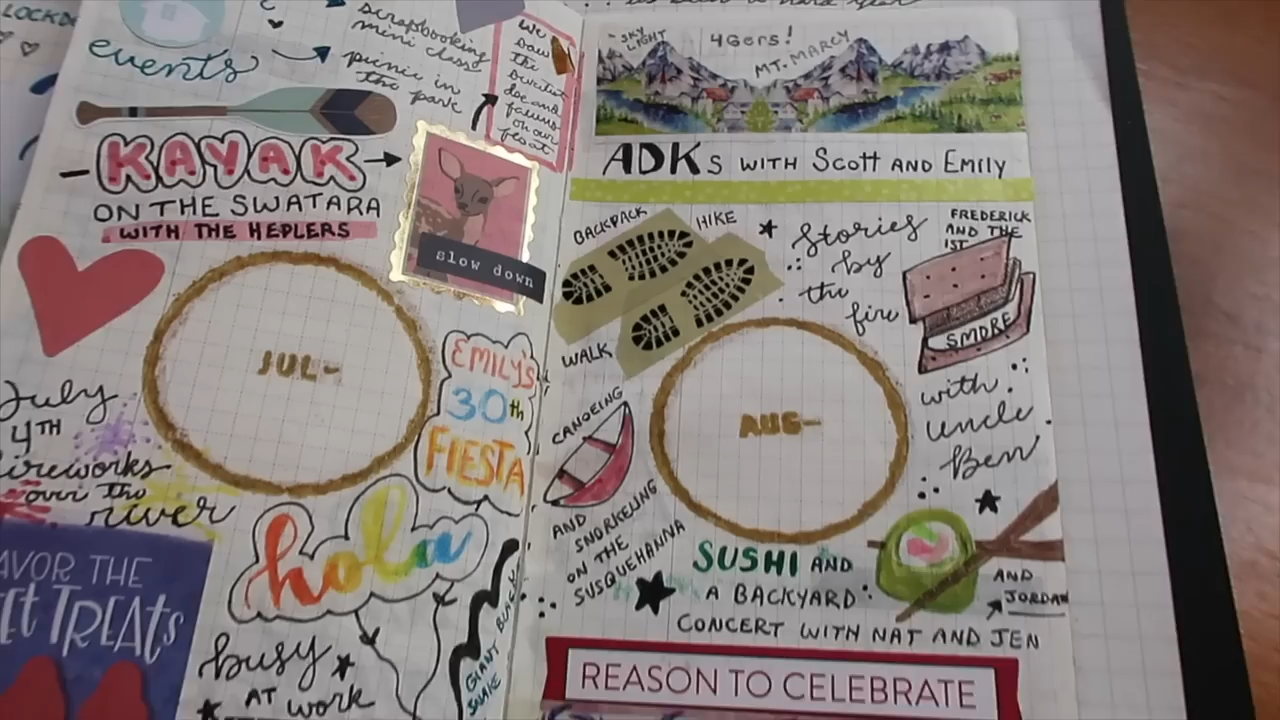 LOCKD
events
scrapbooking
mini class
picnic in
the park
we
saw
the
doe and
fawns
on our
float
KAYAK
ON THE SWATARA
WITH THE HEPLERS
slow down
JUL-
EMILY'S
30th
FIESTA
July
4TH
fireworks
over the
river
hola
AVOR THE
ET TREATS
busy
AT work
GIANT BLACK
SNAKE
hard year
SKY
LIGHT
46ers!
MT. MARCY
ADKs WITH SCOTT AND EMILY
BACKPACK
HIKE
WALK
Stories
by
the
fire
FREDERICK
AND THE
1ST
SMORE
with
uncle
Ben
CANOEING
AND
SNORKELING
ON THE
SUSQUEHANNA
AUG-
SUSHI AND
A BACKYARD
CONCERT WITH NAT AND JEN
AND
JORDAN
REASON TO CELEBRATE